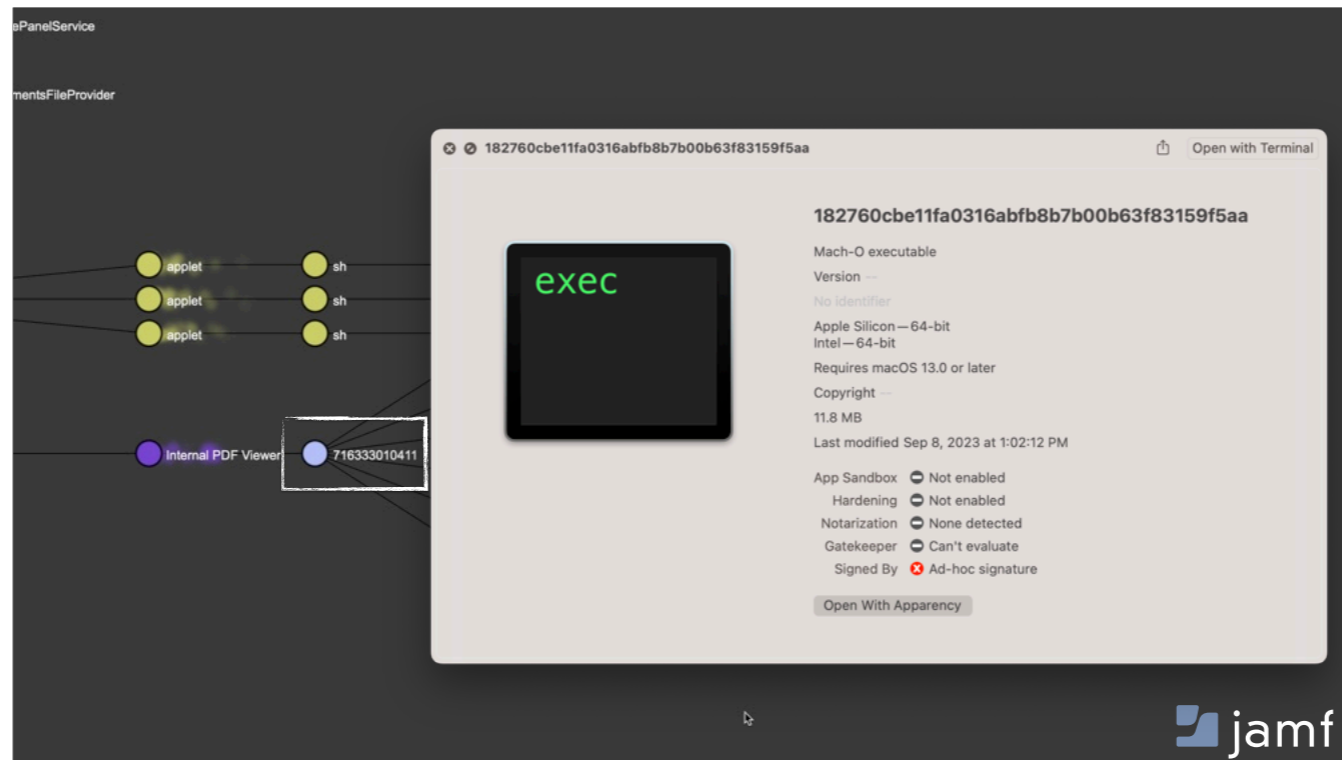 ePanelService
mentsFileProvider
182760cbe11fa0316abfb8b7b00b63f83159f5aa
Open with Terminal
182760cbe11fa0316abfb8b7b00b63f83159f5aa
exec
Mach-O executable
Version --
No identifier
Apple Silicon — 64-bit
Intel — 64-bit
Requires macOS 13.0 or later
Copyright --
11.8 MB
Last modified Sep 8, 2023 at 1:02:12 PM
App Sandbox Not enabled
Hardening Not enabled
Notarization None detected
Gatekeeper Can't evaluate
Signed By Ad-hoc signature
Open With Apparency
applet sh
applet sh
applet sh
Internal PDF Viewer 716333010411
jamf